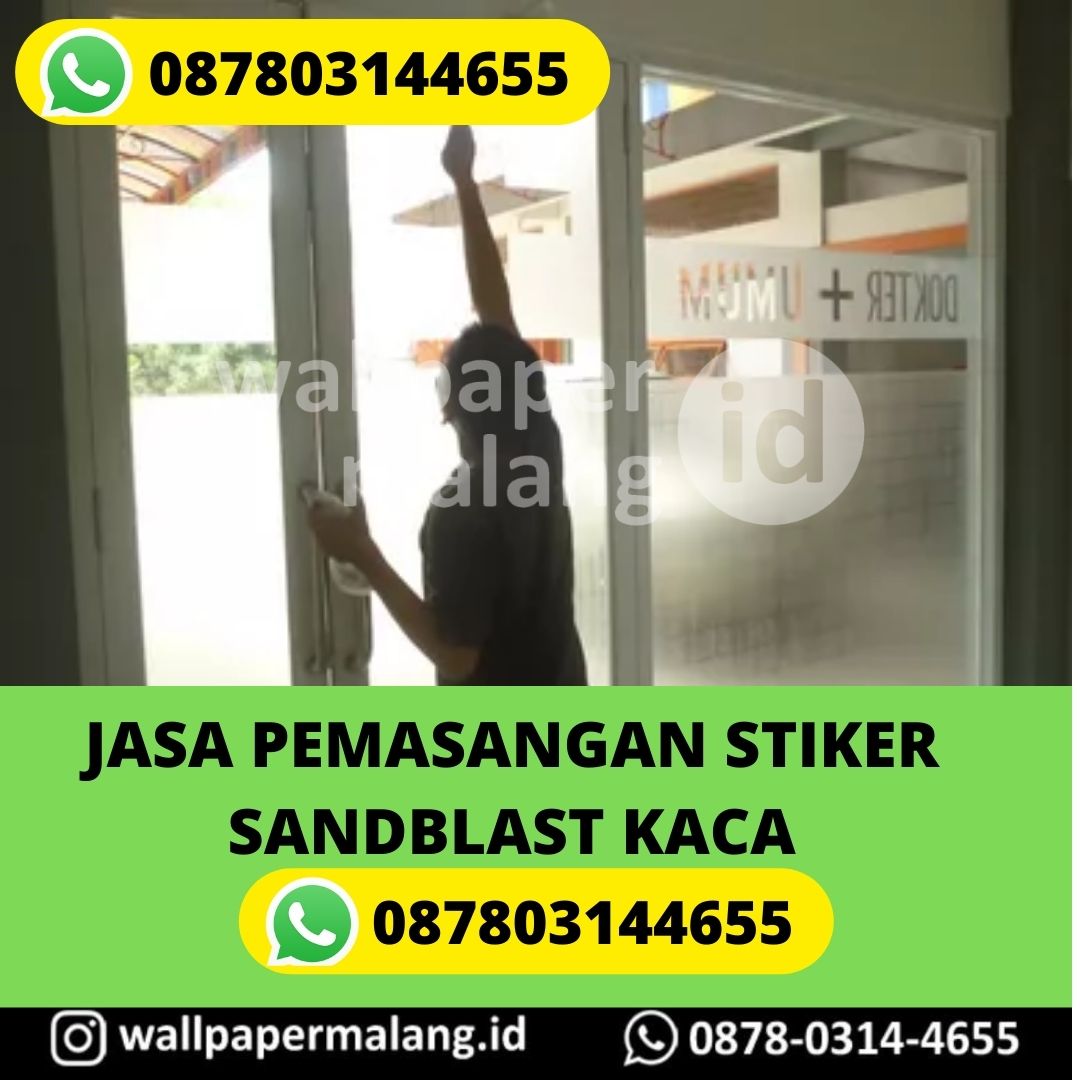 087803144655
DOKTER + UMUM
wallpaper
malang
id
JASA PEMASANGAN STIKER
SANDBLAST KACA
087803144655
wallpapermalang.id
0878-0314-4655